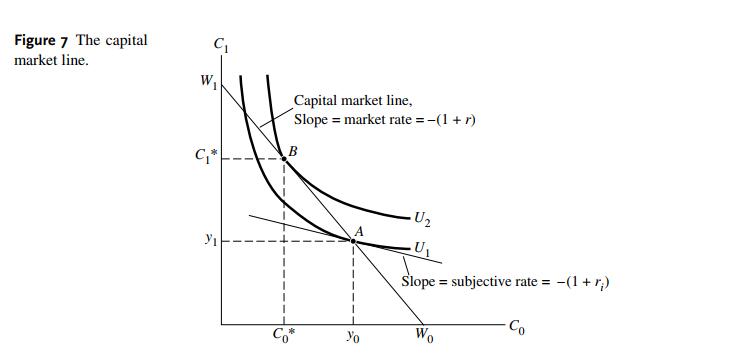 Figure 7 The capital
market line.
C₁
W₁
Capital market line,
Slope = market rate = −(1 + r)
C₁*
B
U₂
A
y₁
U₁
Slope = subjective rate = −(1 + rᵢ)
C₀*
y₀
W₀
C₀